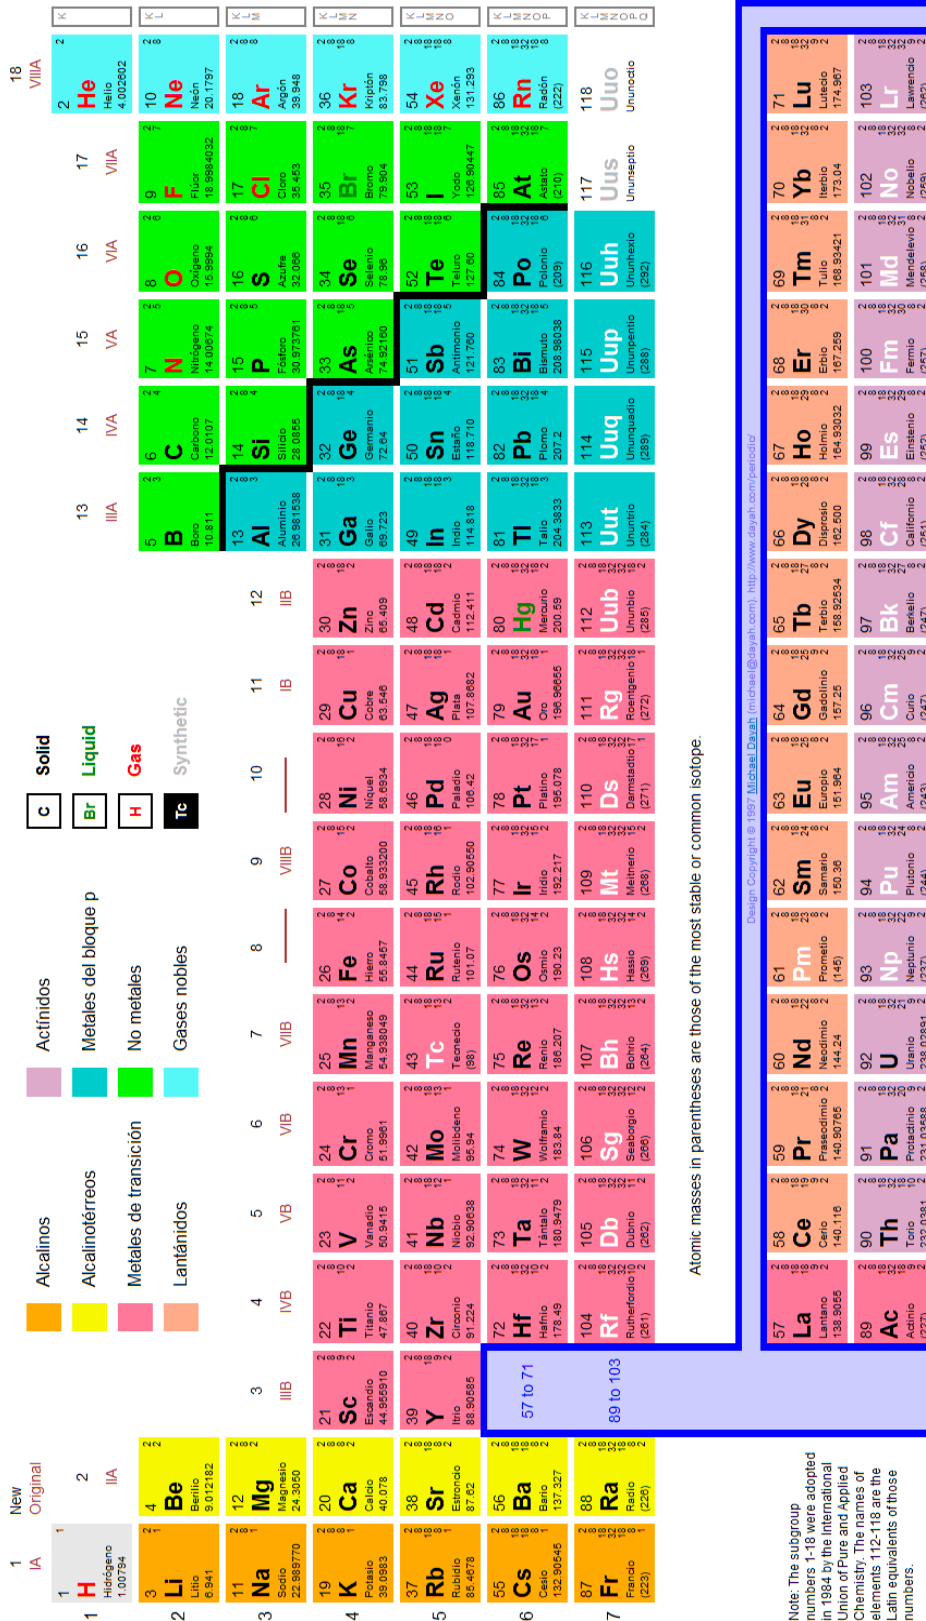 New
Original
1
IA
2
IIA
3
IIIB
4
IVB
5
VB
6
VIB
7
VIIB
8
9
VIIIB
10
11
IB
12
IIB
13
IIIA
14
IVA
15
VA
16
VIA
17
VIIA
18
VIIIA
Alcalinos
Alcalinotérreos
Metales de transición
Lantánidos
Actínidos
Metales del bloque p
No metales
Gases nobles
C Solid
Br Liquid
H Gas
Tc Synthetic
1
1
H
Hidrógeno
1.00794
2
He
Helio
4.002602
K
2
3
Li
Litio
6.941
4
Be
Berilio
9.012182
5
B
Boro
10.811
6
C
Carbono
12.0107
7
N
Nitrógeno
14.00674
8
O
Oxígeno
15.9994
9
F
Flúor
18.9984032
10
Ne
Neón
20.1797
K
L
3
11
Na
Sodio
22.989770
12
Mg
Magnesio
24.3050
13
Al
Aluminio
26.981538
14
Si
Silicio
28.0855
15
P
Fósforo
30.973761
16
S
Azufre
32.066
17
Cl
Cloro
35.453
18
Ar
Argón
39.948
K
L
M
4
19
K
Potasio
39.0983
20
Ca
Calcio
40.078
21
Sc
Escandio
44.955910
22
Ti
Titanio
47.867
23
V
Vanadio
50.9415
24
Cr
Cromo
51.9961
25
Mn
Manganeso
54.938049
26
Fe
Hierro
55.8457
27
Co
Cobalto
58.933200
28
Ni
Níquel
58.6934
29
Cu
Cobre
63.546
30
Zn
Zinc
65.409
31
Ga
Galio
69.723
32
Ge
Germanio
72.64
33
As
Arsénico
74.92160
34
Se
Selenio
78.96
35
Br
Bromo
79.904
36
Kr
Kriptón
83.798
K
L
M
N
5
37
Rb
Rubidio
85.4678
38
Sr
Estroncio
87.62
39
Y
Itrio
88.90585
40
Zr
Circonio
91.224
41
Nb
Niobio
92.90638
42
Mo
Molibdeno
95.94
43
Tc
Tecnecio
(98)
44
Ru
Rutenio
101.07
45
Rh
Rodio
102.90550
46
Pd
Paladio
106.42
47
Ag
Plata
107.8682
48
Cd
Cadmio
112.411
49
In
Indio
114.818
50
Sn
Estaño
118.710
51
Sb
Antimonio
121.760
52
Te
Teluro
127.60
53
I
Yodo
126.90447
54
Xe
Xenón
131.293
K
L
M
N
O
6
55
Cs
Cesio
132.90545
56
Ba
Bario
137.327
57 to 71
72
Hf
Hafnio
178.49
73
Ta
Tántalo
180.9479
74
W
Wolframio
183.84
75
Re
Renio
186.207
76
Os
Osmio
190.23
77
Ir
Iridio
192.217
78
Pt
Platino
195.078
79
Au
Oro
196.96655
80
Hg
Mercurio
200.59
81
Tl
Talio
204.3833
82
Pb
Plomo
207.2
83
Bi
Bismuto
208.98038
84
Po
Polonio
(209)
85
At
Astato
(210)
86
Rn
Radón
(222)
K
L
M
N
O
P
7
87
Fr
Francio
(223)
88
Ra
Radio
(226)
89 to 103
104
Rf
Rutherfordio
(261)
105
Db
Dubnio
(262)
106
Sg
Seaborgio
(266)
107
Bh
Bohrio
(264)
108
Hs
Hassio
(269)
109
Mt
Meitnerio
(268)
110
Ds
Darmstadtio
(271)
111
Rg
Roentgenio
(272)
112
Uub
Ununbio
(285)
113
Uut
Ununtrio
(284)
114
Uuq
Ununquadio
(289)
115
Uup
Ununpentio
(288)
116
Uuh
Ununhexio
(292)
117
Uus
Ununseptio
118
Uuo
Ununoctio
K
L
M
N
O
P
Q
Atomic masses in parentheses are those of the most stable or common isotope.
Design Copyright © 1997 Michael Dayah (michael@dayah.com). http://www.dayah.com/periodic/
Note: The subgroup
numbers 1-18 were adopted
in 1984 by the International
Union of Pure and Applied
Chemistry. The names of
elements 112-118 are the
Latin equivalents of those
numbers.
57
La
Lantano
138.9055
58
Ce
Cerio
140.116
59
Pr
Praseodimio
140.90765
60
Nd
Neodimio
144.24
61
Pm
Prometio
(145)
62
Sm
Samario
150.36
63
Eu
Europio
151.964
64
Gd
Gadolinio
157.25
65
Tb
Terbio
158.92534
66
Dy
Disprosio
162.500
67
Ho
Holmio
164.93032
68
Er
Erbio
167.259
69
Tm
Tulio
168.93421
70
Yb
Iterbio
173.04
71
Lu
Lutecio
174.967
89
Ac
Actinio
(227)
90
Th
Torio
232.0381
91
Pa
Protactinio
231.03588
92
U
Uranio
238.02891
93
Np
Neptunio
(237)
94
Pu
Plutonio
(244)
95
Am
Americio
(243)
96
Cm
Curio
(247)
97
Bk
Berkelio
(247)
98
Cf
Californio
(251)
99
Es
Einstenio
(252)
100
Fm
Fermio
(257)
101
Md
Mendelevio
(258)
102
No
Nobelio
(259)
103
Lr
Lawrencio
(262)